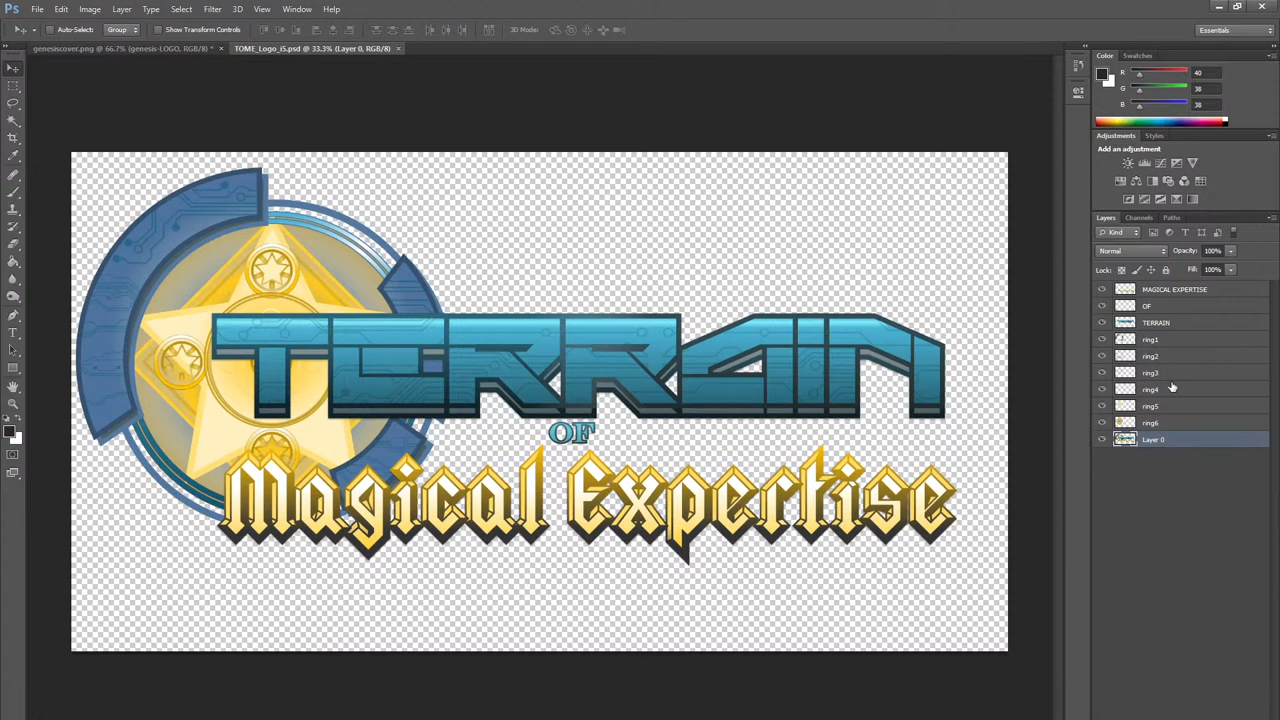 Ps File Edit Image Layer Type Select Filter 3D View Window Help
Auto-Select: Group Show Transform Controls 3D Mode: Essentials
genesiscover.png @ 66.7% (genesis-LOGO, RGB/8) * × TOME_Logo_i5.psd @ 33.3% (Layer 0, RGB/8) ×
Color Swatches
R 40
G 38
B 38
Adjustments Styles
Add an adjustment
Layers Channels Paths
Kind
Normal Opacity: 100%
Lock: Fill: 100%
MAGICAL EXPERTISE
OF
TERRAIN
ring1
ring2
ring3
ring4
ring5
ring6
Layer 0
TERRAIN
OF
Magical Expertise